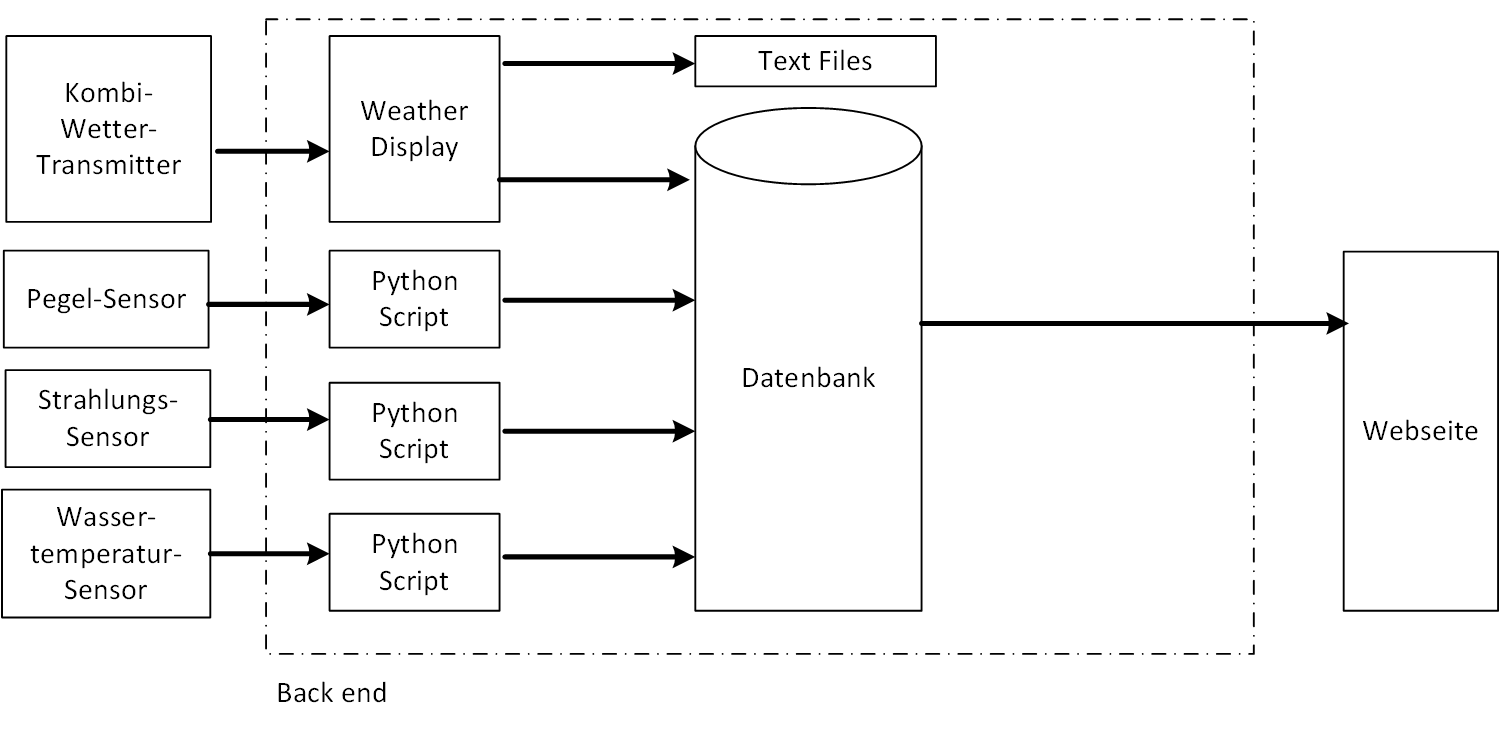 Kombi-
Wetter-
Transmitter
Weather
Display
Text Files
Pegel-Sensor
Python
Script
Strahlungs-
Sensor
Python
Script
Wasser-
temperatur-
Sensor
Python
Script
Datenbank
Webseite
Back end